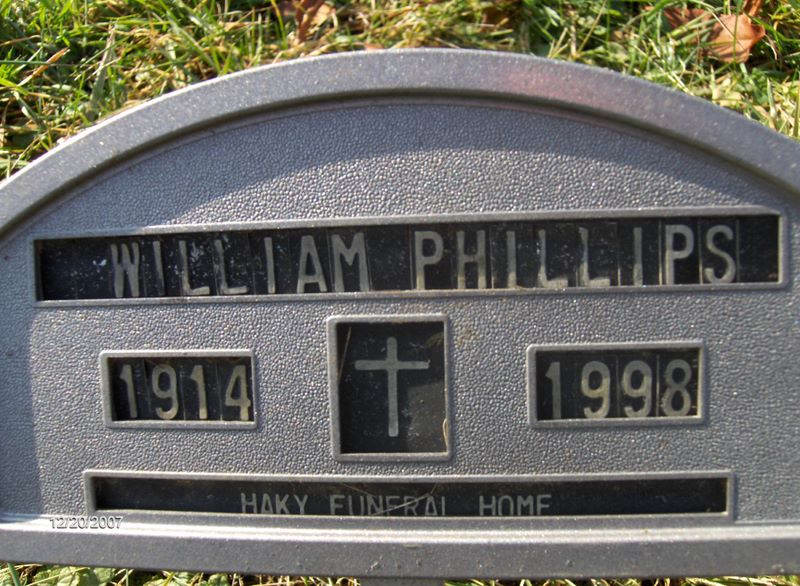 WILLIAM PHILLIPS
1914 1998
HAKY FUNERAL HOME
12/20/2007